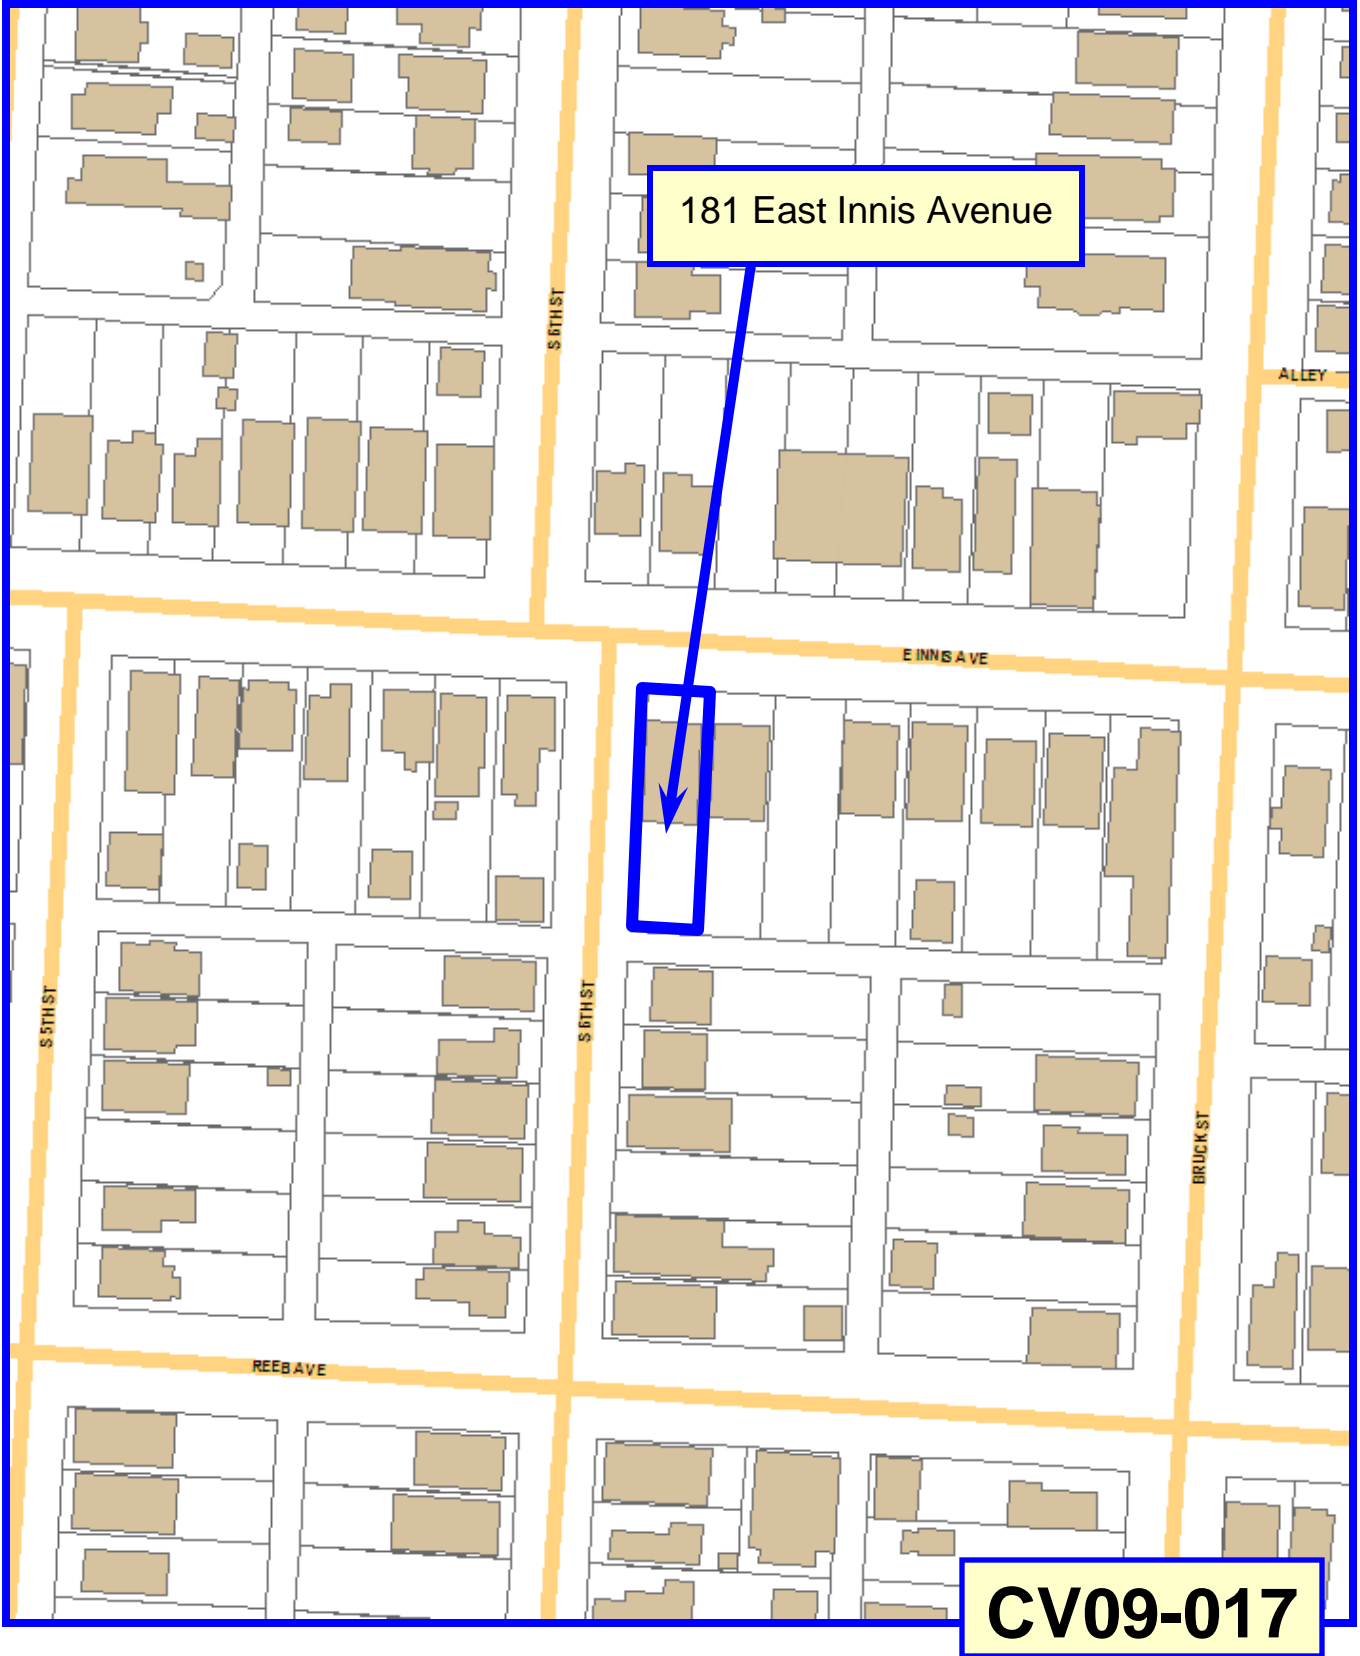 181 East Innis Avenue
S 6TH ST
ALLEY
E INNIS AVE
S 5TH ST
S 6TH ST
BRUCK ST
REEB AVE
CV09-017